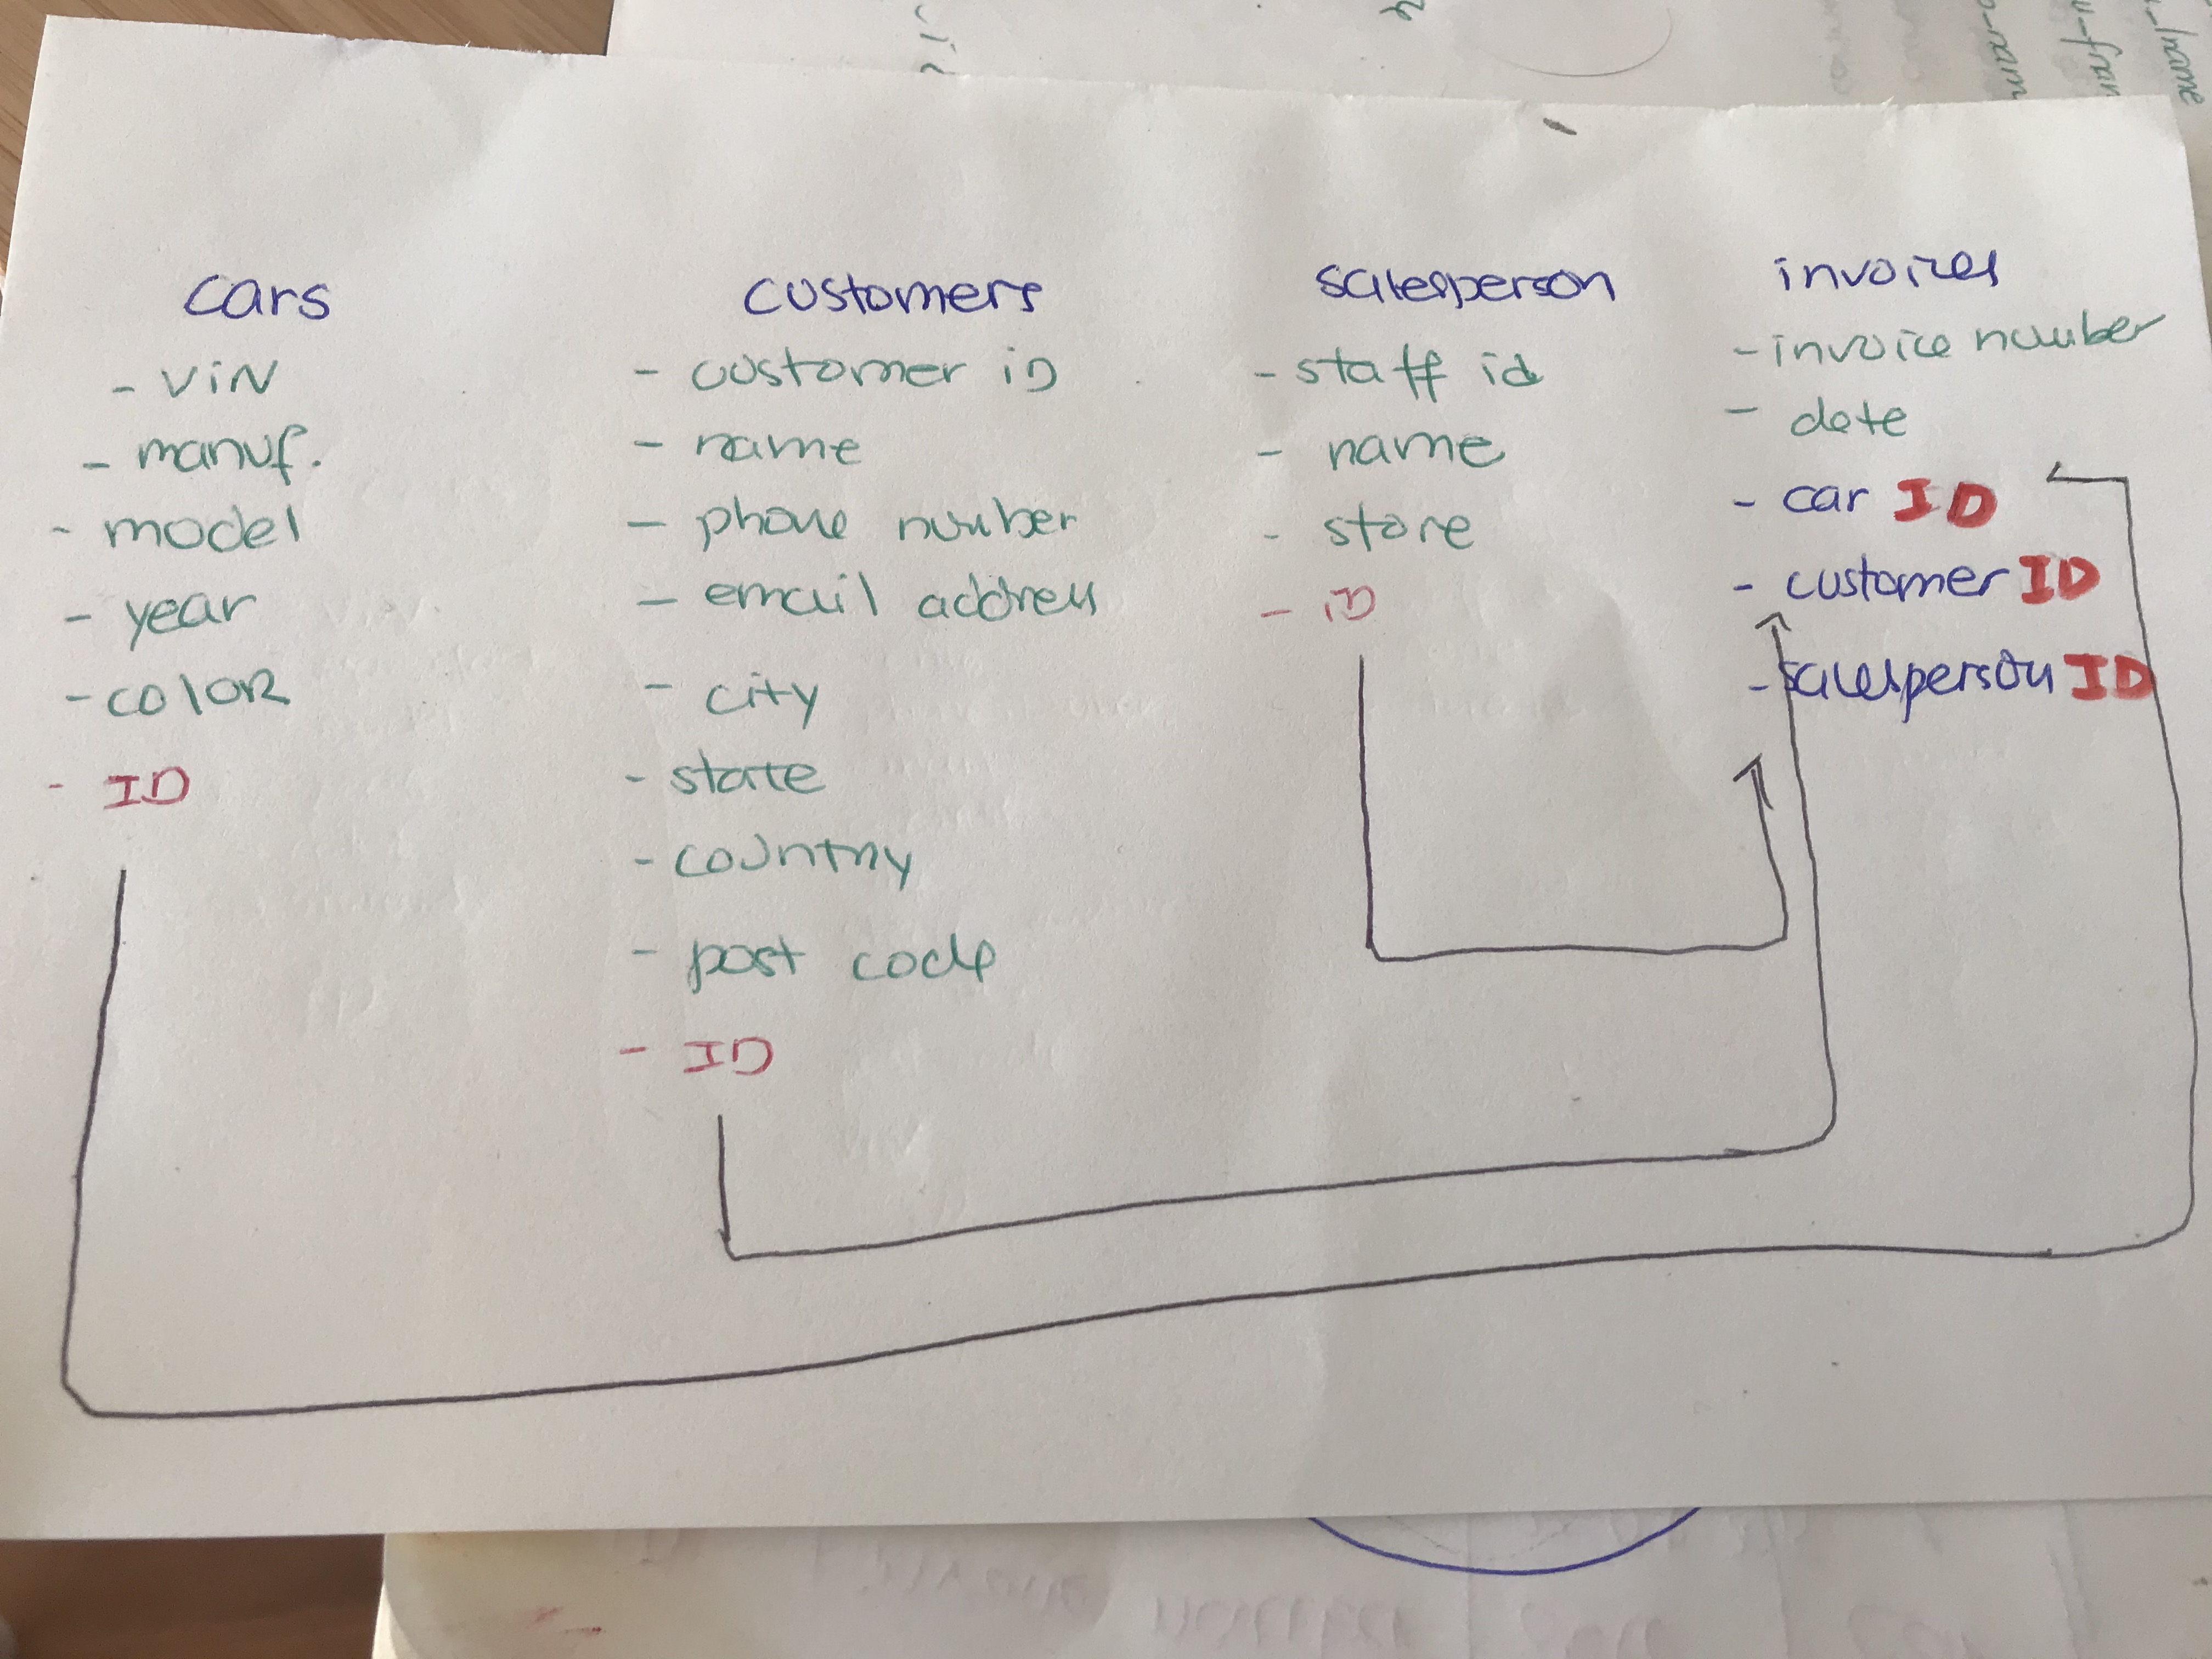 cars
- VIN
- manuf.
- model
- year
- color
- ID
customers
- customer iD
- name
- phone number
- email address
- city
- state
- country
- post code
- ID
salesperson
- staff id
- name
- store
- iD
invoices
- invoice number
- date
- car ID
- customer ID
- salesperson ID